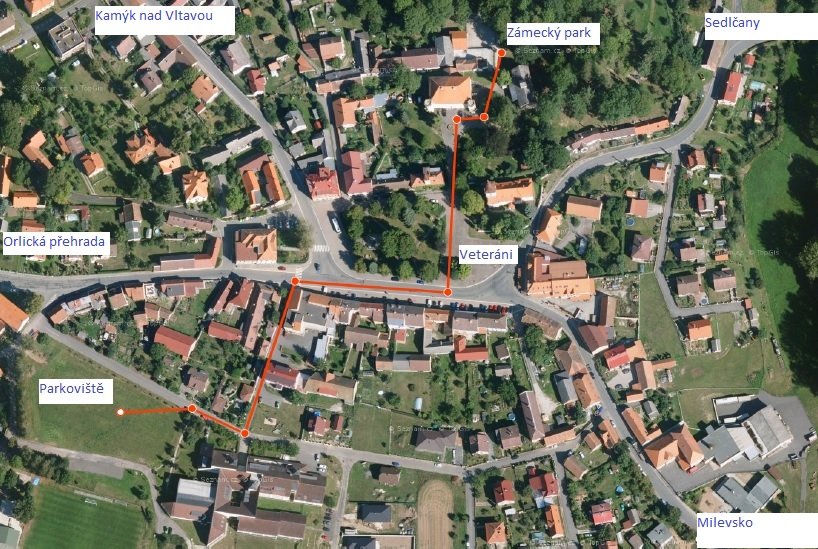 Kamýk nad Vltavou
Sedlčany
Zámecký park
Orlická přehrada
Veteráni
Parkoviště
Milevsko